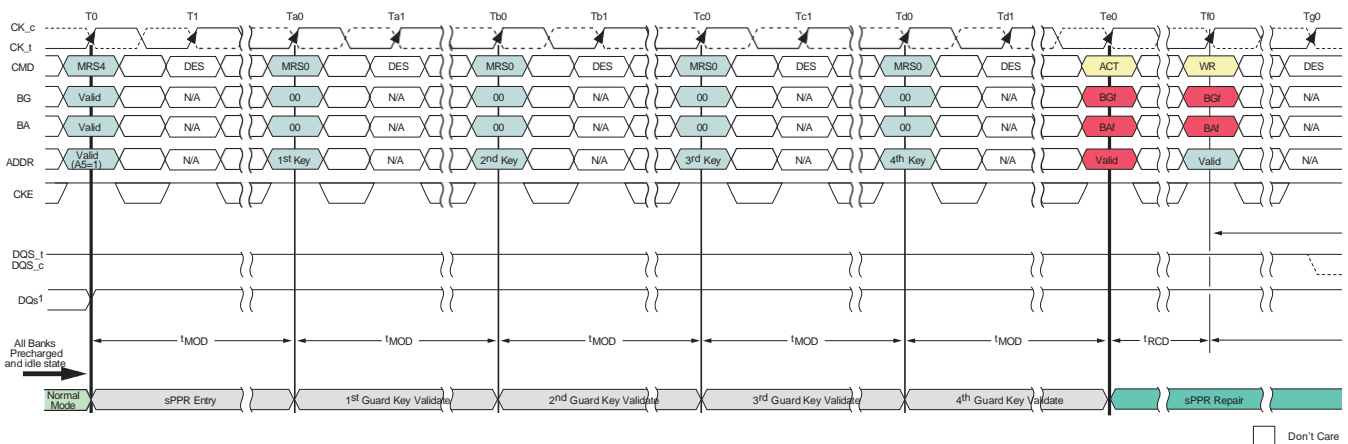 T0 T1 Ta0 Ta1 Tb0 Tb1 Tc0 Tc1 Td0 Td1 Te0 Tf0 Tg0
CK_c
CK_t
CMD MRS4 DES MRS0 DES MRS0 DES MRS0 DES MRS0 DES ACT WR DES
BG Valid N/A 00 N/A 00 N/A 00 N/A 00 N/A BGf BGf N/A
BA Valid N/A 00 N/A 00 N/A 00 N/A 00 N/A BAf BAf N/A
ADDR Valid (A5=1) N/A 1st Key N/A 2nd Key N/A 3rd Key N/A 4th Key N/A Valid Valid N/A
CKE
DQS_t
DQS_c
DQs1
All Banks
Precharged
and idle state
tMOD tMOD tMOD tMOD tMOD tRCD
Normal Mode sPPR Entry 1st Guard Key Validate 2nd Guard Key Validate 3rd Guard Key Validate 4th Guard Key Validate sPPR Repair
Don't Care